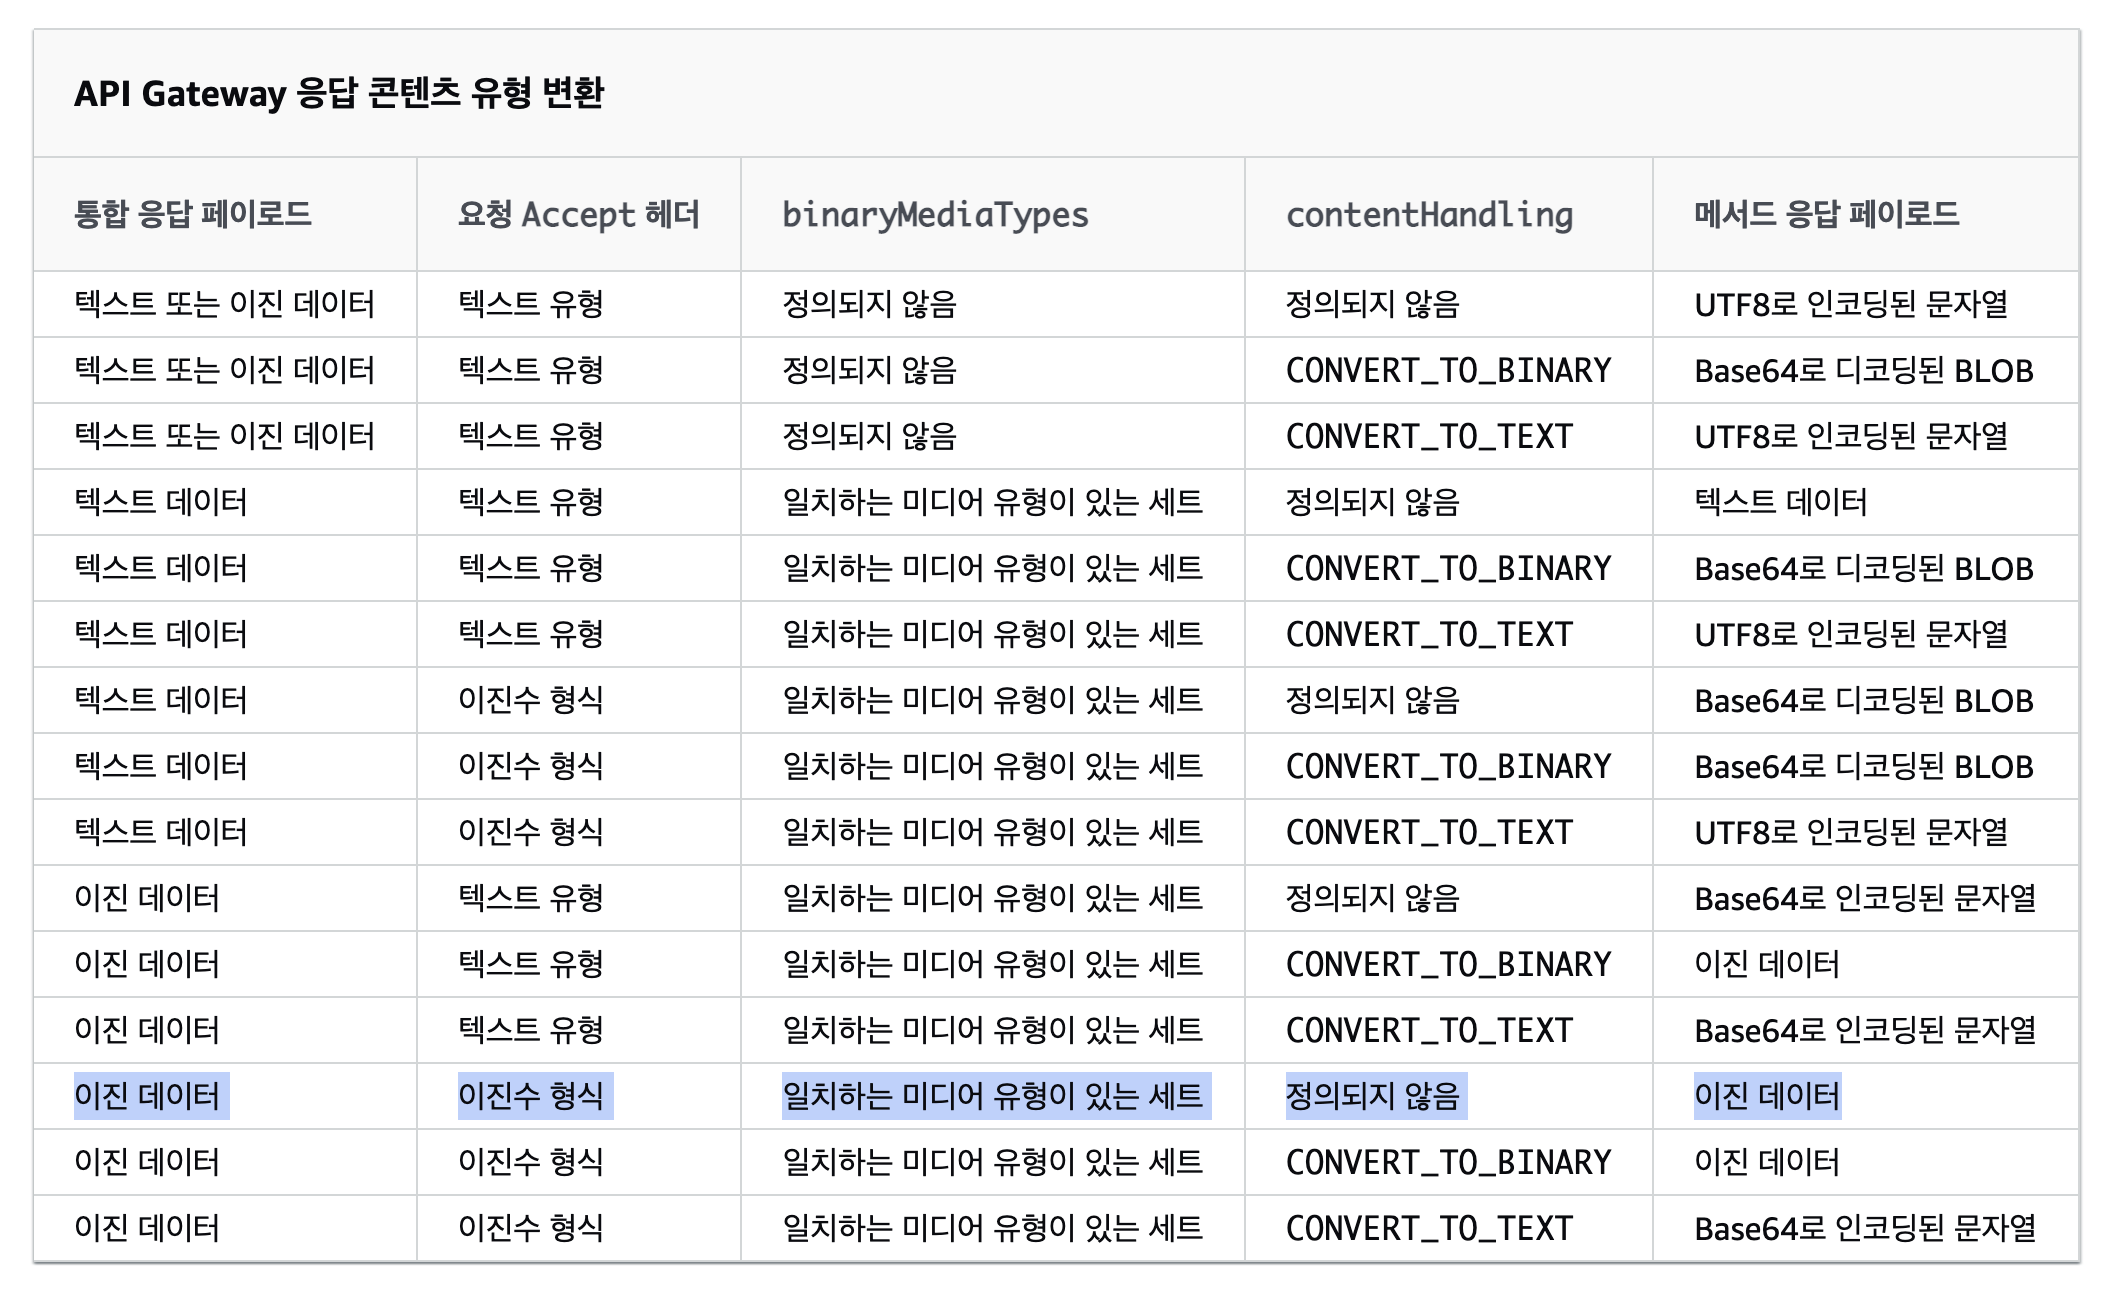 API Gateway 응답 콘텐츠 유형 변환
통합 응답 페이로드 요청 Accept 헤더 binaryMediaTypes contentHandling 메서드 응답 페이로드
텍스트 또는 이진 데이터 텍스트 유형 정의되지 않음 정의되지 않음 UTF8로 인코딩된 문자열
텍스트 또는 이진 데이터 텍스트 유형 정의되지 않음 CONVERT_TO_BINARY Base64로 디코딩된 BLOB
텍스트 또는 이진 데이터 텍스트 유형 정의되지 않음 CONVERT_TO_TEXT UTF8로 인코딩된 문자열
텍스트 데이터 텍스트 유형 일치하는 미디어 유형이 있는 세트 정의되지 않음 텍스트 데이터
텍스트 데이터 텍스트 유형 일치하는 미디어 유형이 있는 세트 CONVERT_TO_BINARY Base64로 디코딩된 BLOB
텍스트 데이터 텍스트 유형 일치하는 미디어 유형이 있는 세트 CONVERT_TO_TEXT UTF8로 인코딩된 문자열
텍스트 데이터 이진수 형식 일치하는 미디어 유형이 있는 세트 정의되지 않음 Base64로 디코딩된 BLOB
텍스트 데이터 이진수 형식 일치하는 미디어 유형이 있는 세트 CONVERT_TO_BINARY Base64로 디코딩된 BLOB
텍스트 데이터 이진수 형식 일치하는 미디어 유형이 있는 세트 CONVERT_TO_TEXT UTF8로 인코딩된 문자열
이진 데이터 텍스트 유형 일치하는 미디어 유형이 있는 세트 정의되지 않음 Base64로 인코딩된 문자열
이진 데이터 텍스트 유형 일치하는 미디어 유형이 있는 세트 CONVERT_TO_BINARY 이진 데이터
이진 데이터 텍스트 유형 일치하는 미디어 유형이 있는 세트 CONVERT_TO_TEXT Base64로 인코딩된 문자열
이진 데이터 이진수 형식 일치하는 미디어 유형이 있는 세트 정의되지 않음 이진 데이터
이진 데이터 이진수 형식 일치하는 미디어 유형이 있는 세트 CONVERT_TO_BINARY 이진 데이터
이진 데이터 이진수 형식 일치하는 미디어 유형이 있는 세트 CONVERT_TO_TEXT Base64로 인코딩된 문자열